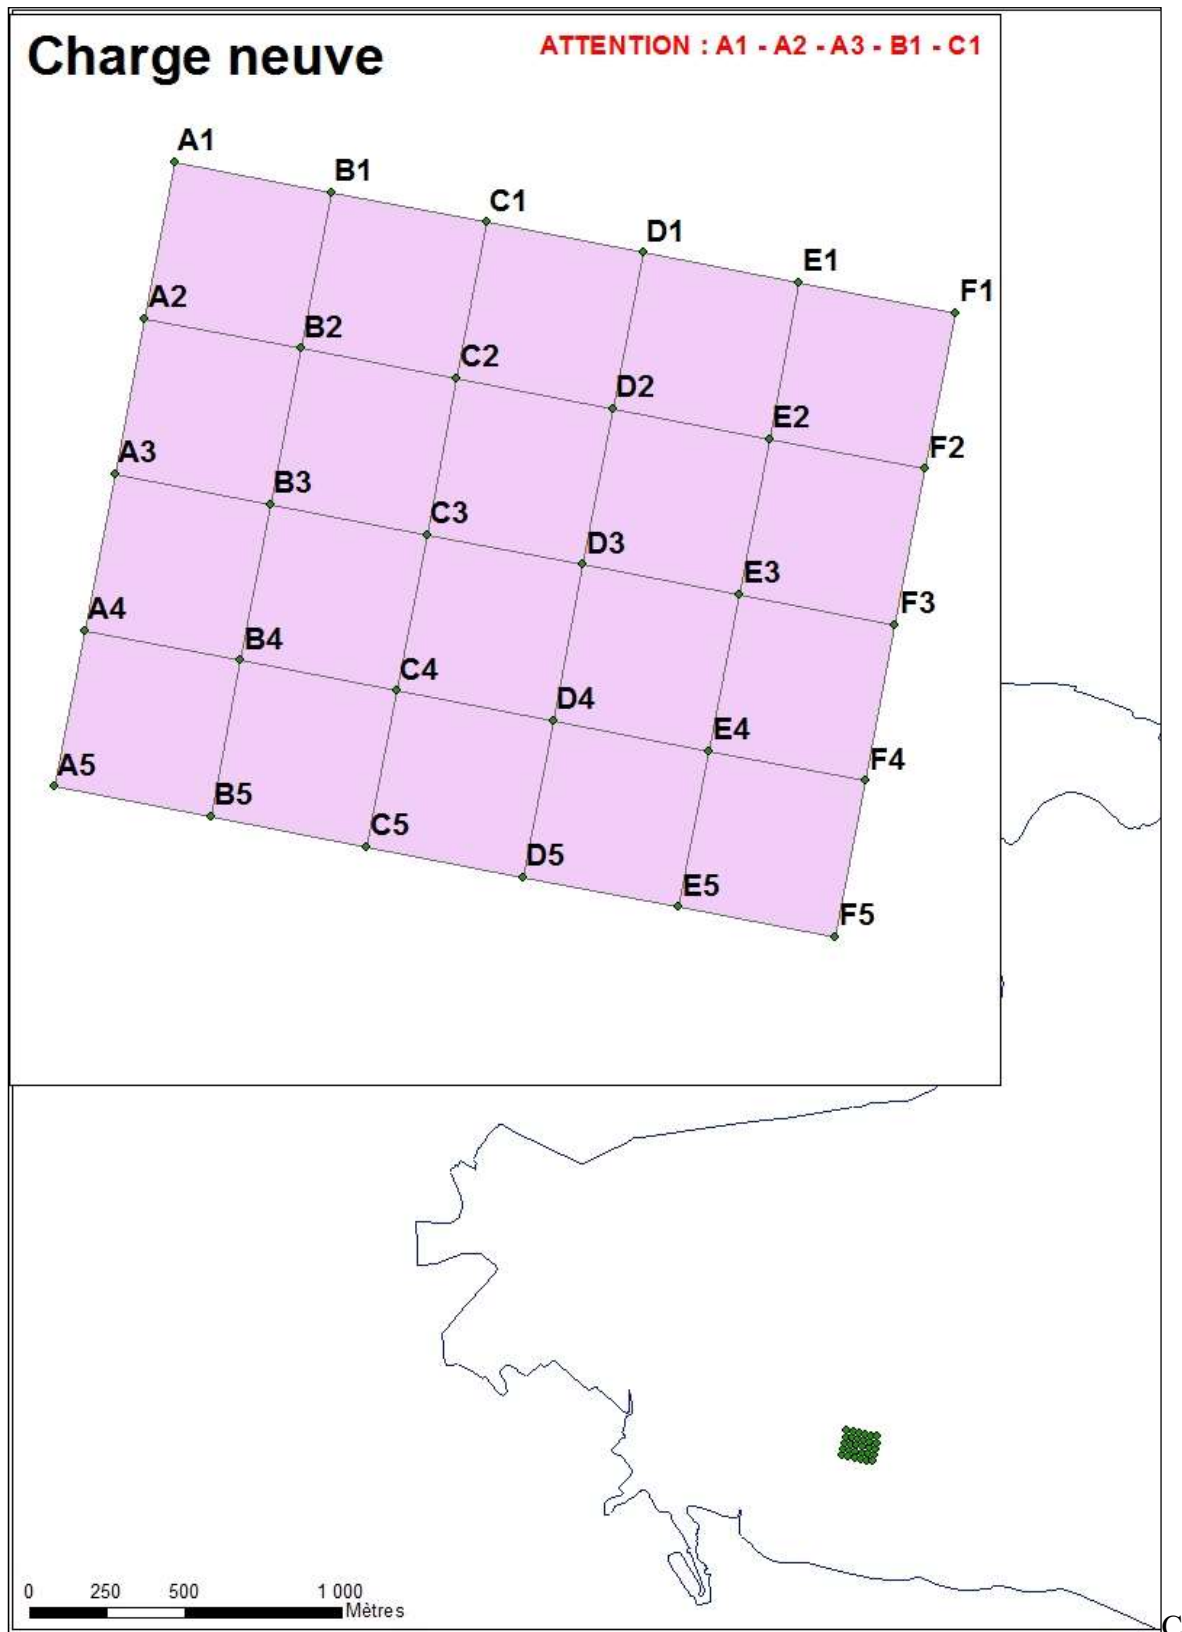 Charge neuve
ATTENTION : A1 - A2 - A3 - B1 - C1
A1
B1
C1
D1
E1
F1
A2
B2
C2
D2
E2
F2
A3
B3
C3
D3
E3
F3
A4
B4
C4
D4
E4
F4
A5
B5
C5
D5
E5
F5
0 250 500 1 000
Mètres
C